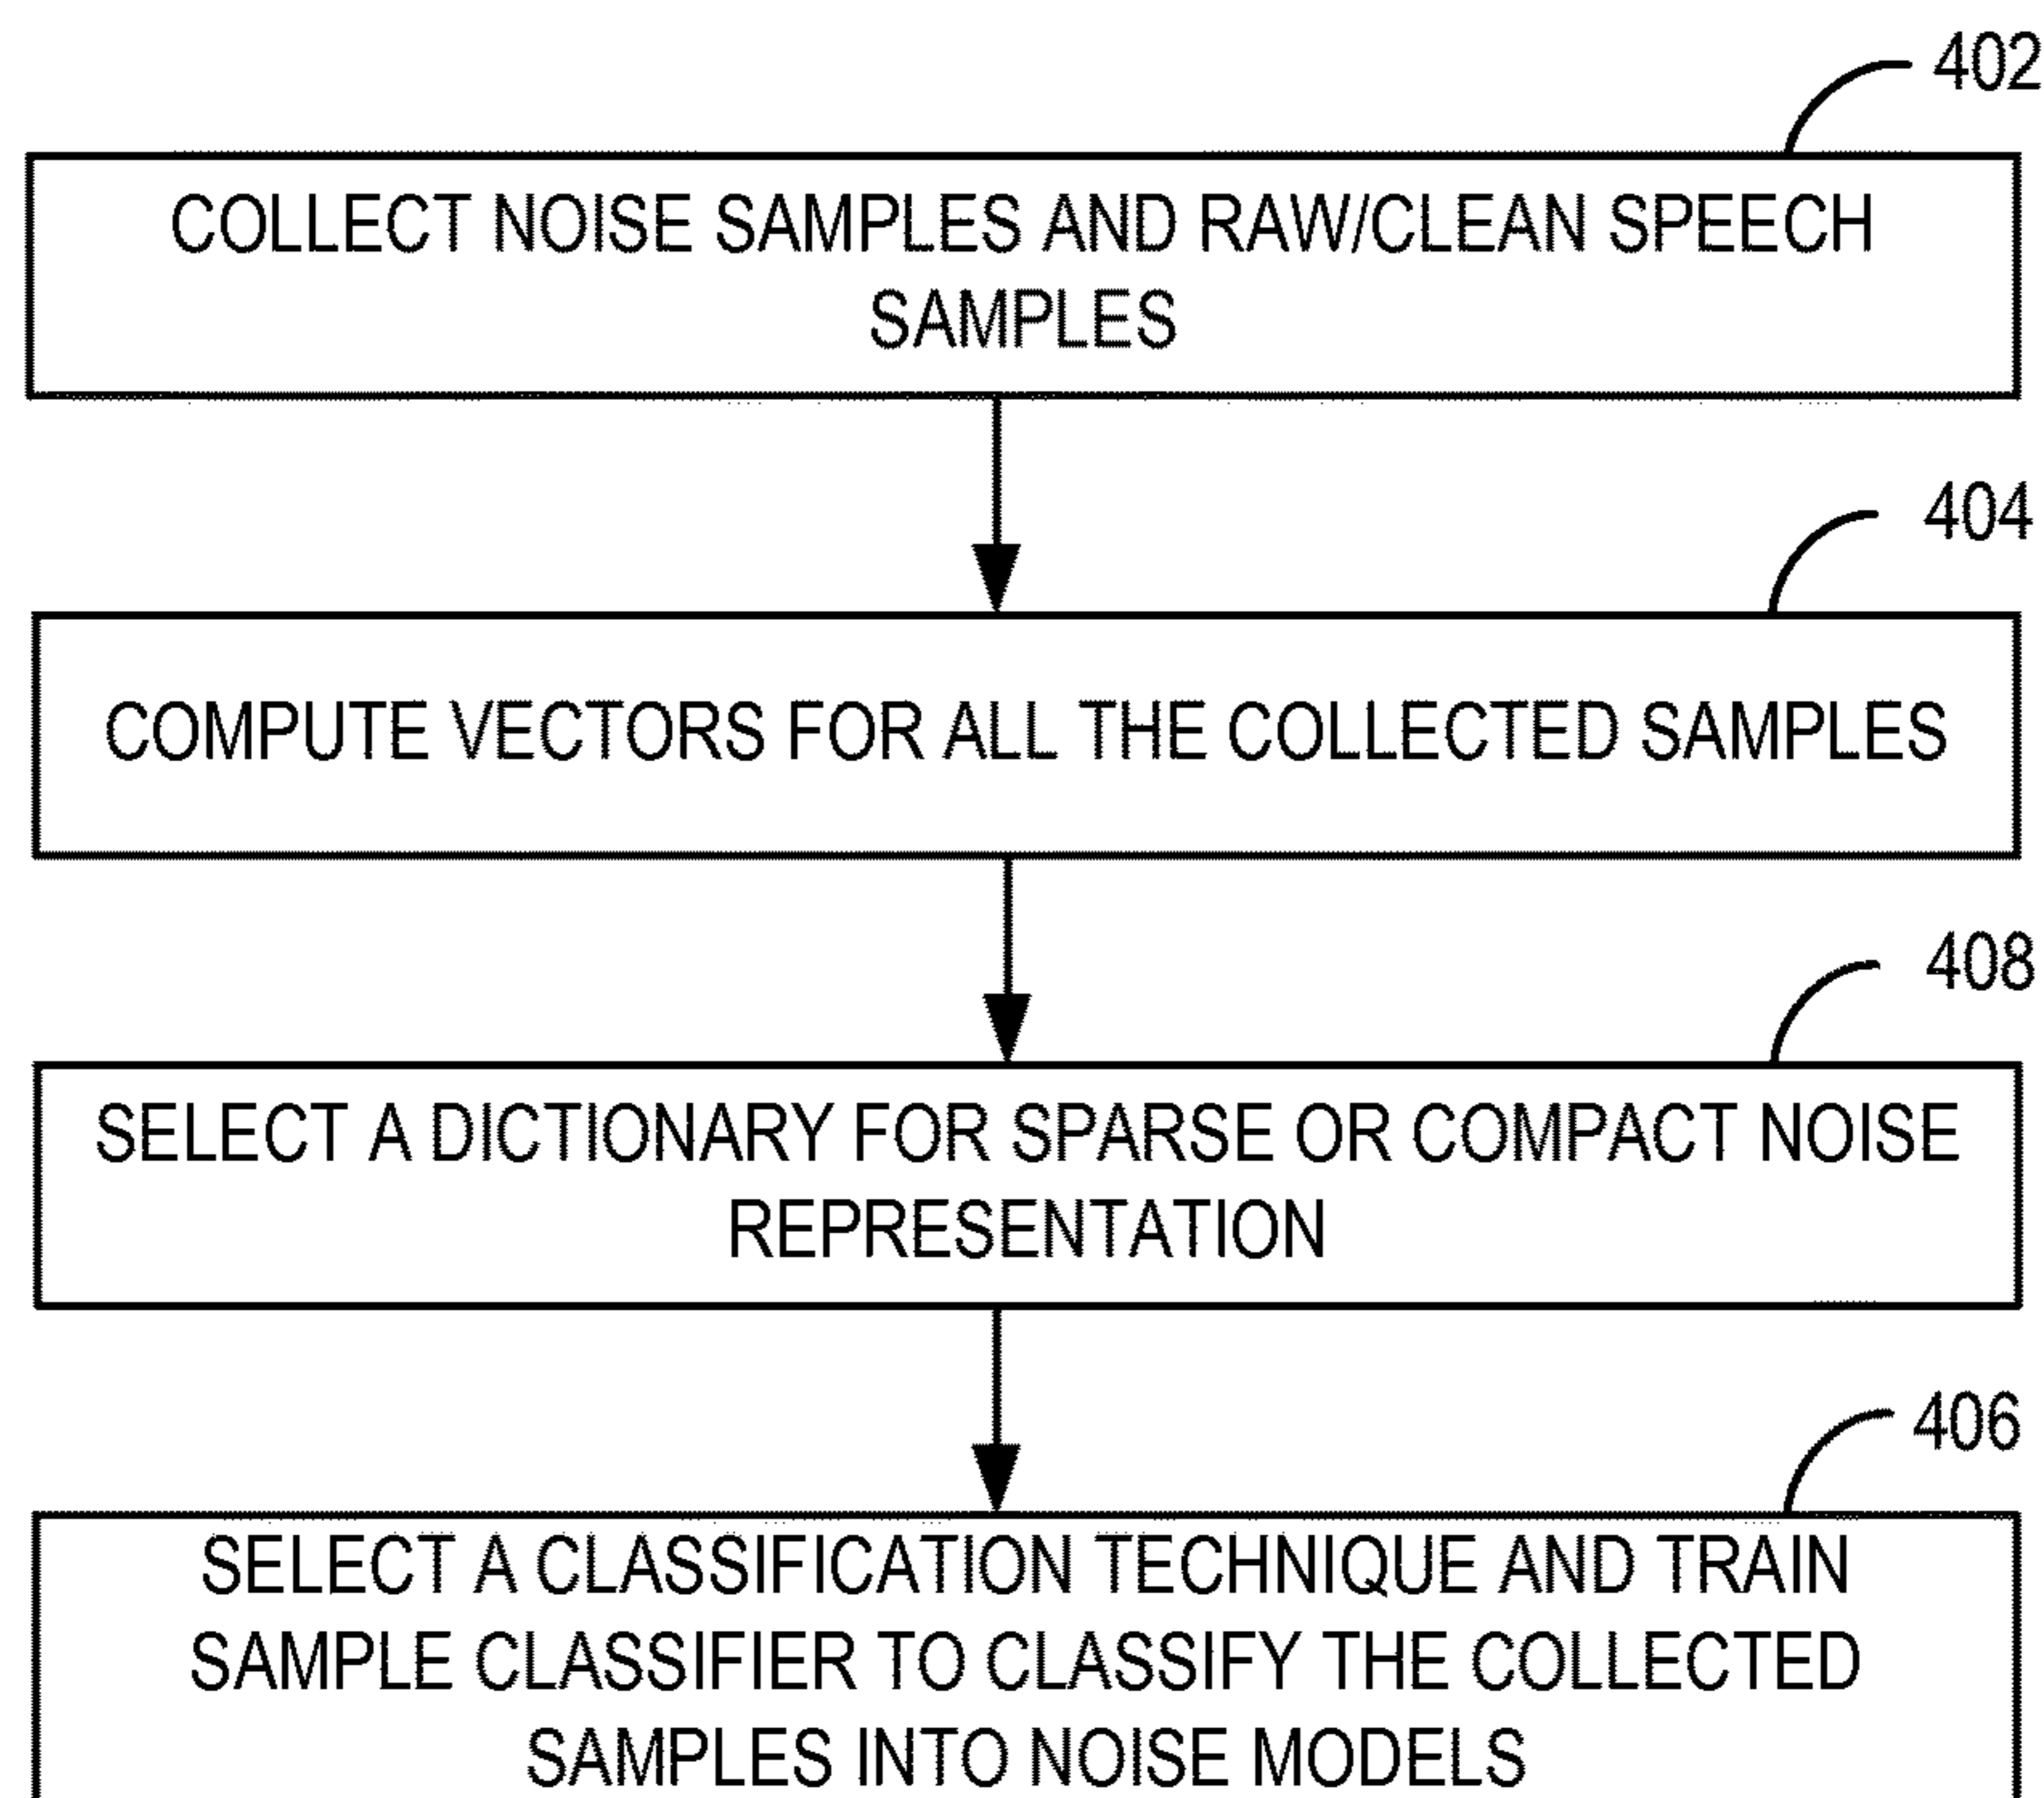 402
COLLECT NOISE SAMPLES AND RAW/CLEAN SPEECH
SAMPLES
404
COMPUTE VECTORS FOR ALL THE COLLECTED SAMPLES
408
SELECT A DICTIONARY FOR SPARSE OR COMPACT NOISE
REPRESENTATION
406
SELECT A CLASSIFICATION TECHNIQUE AND TRAIN
SAMPLE CLASSIFIER TO CLASSIFY THE COLLECTED
SAMPLES INTO NOISE MODELS